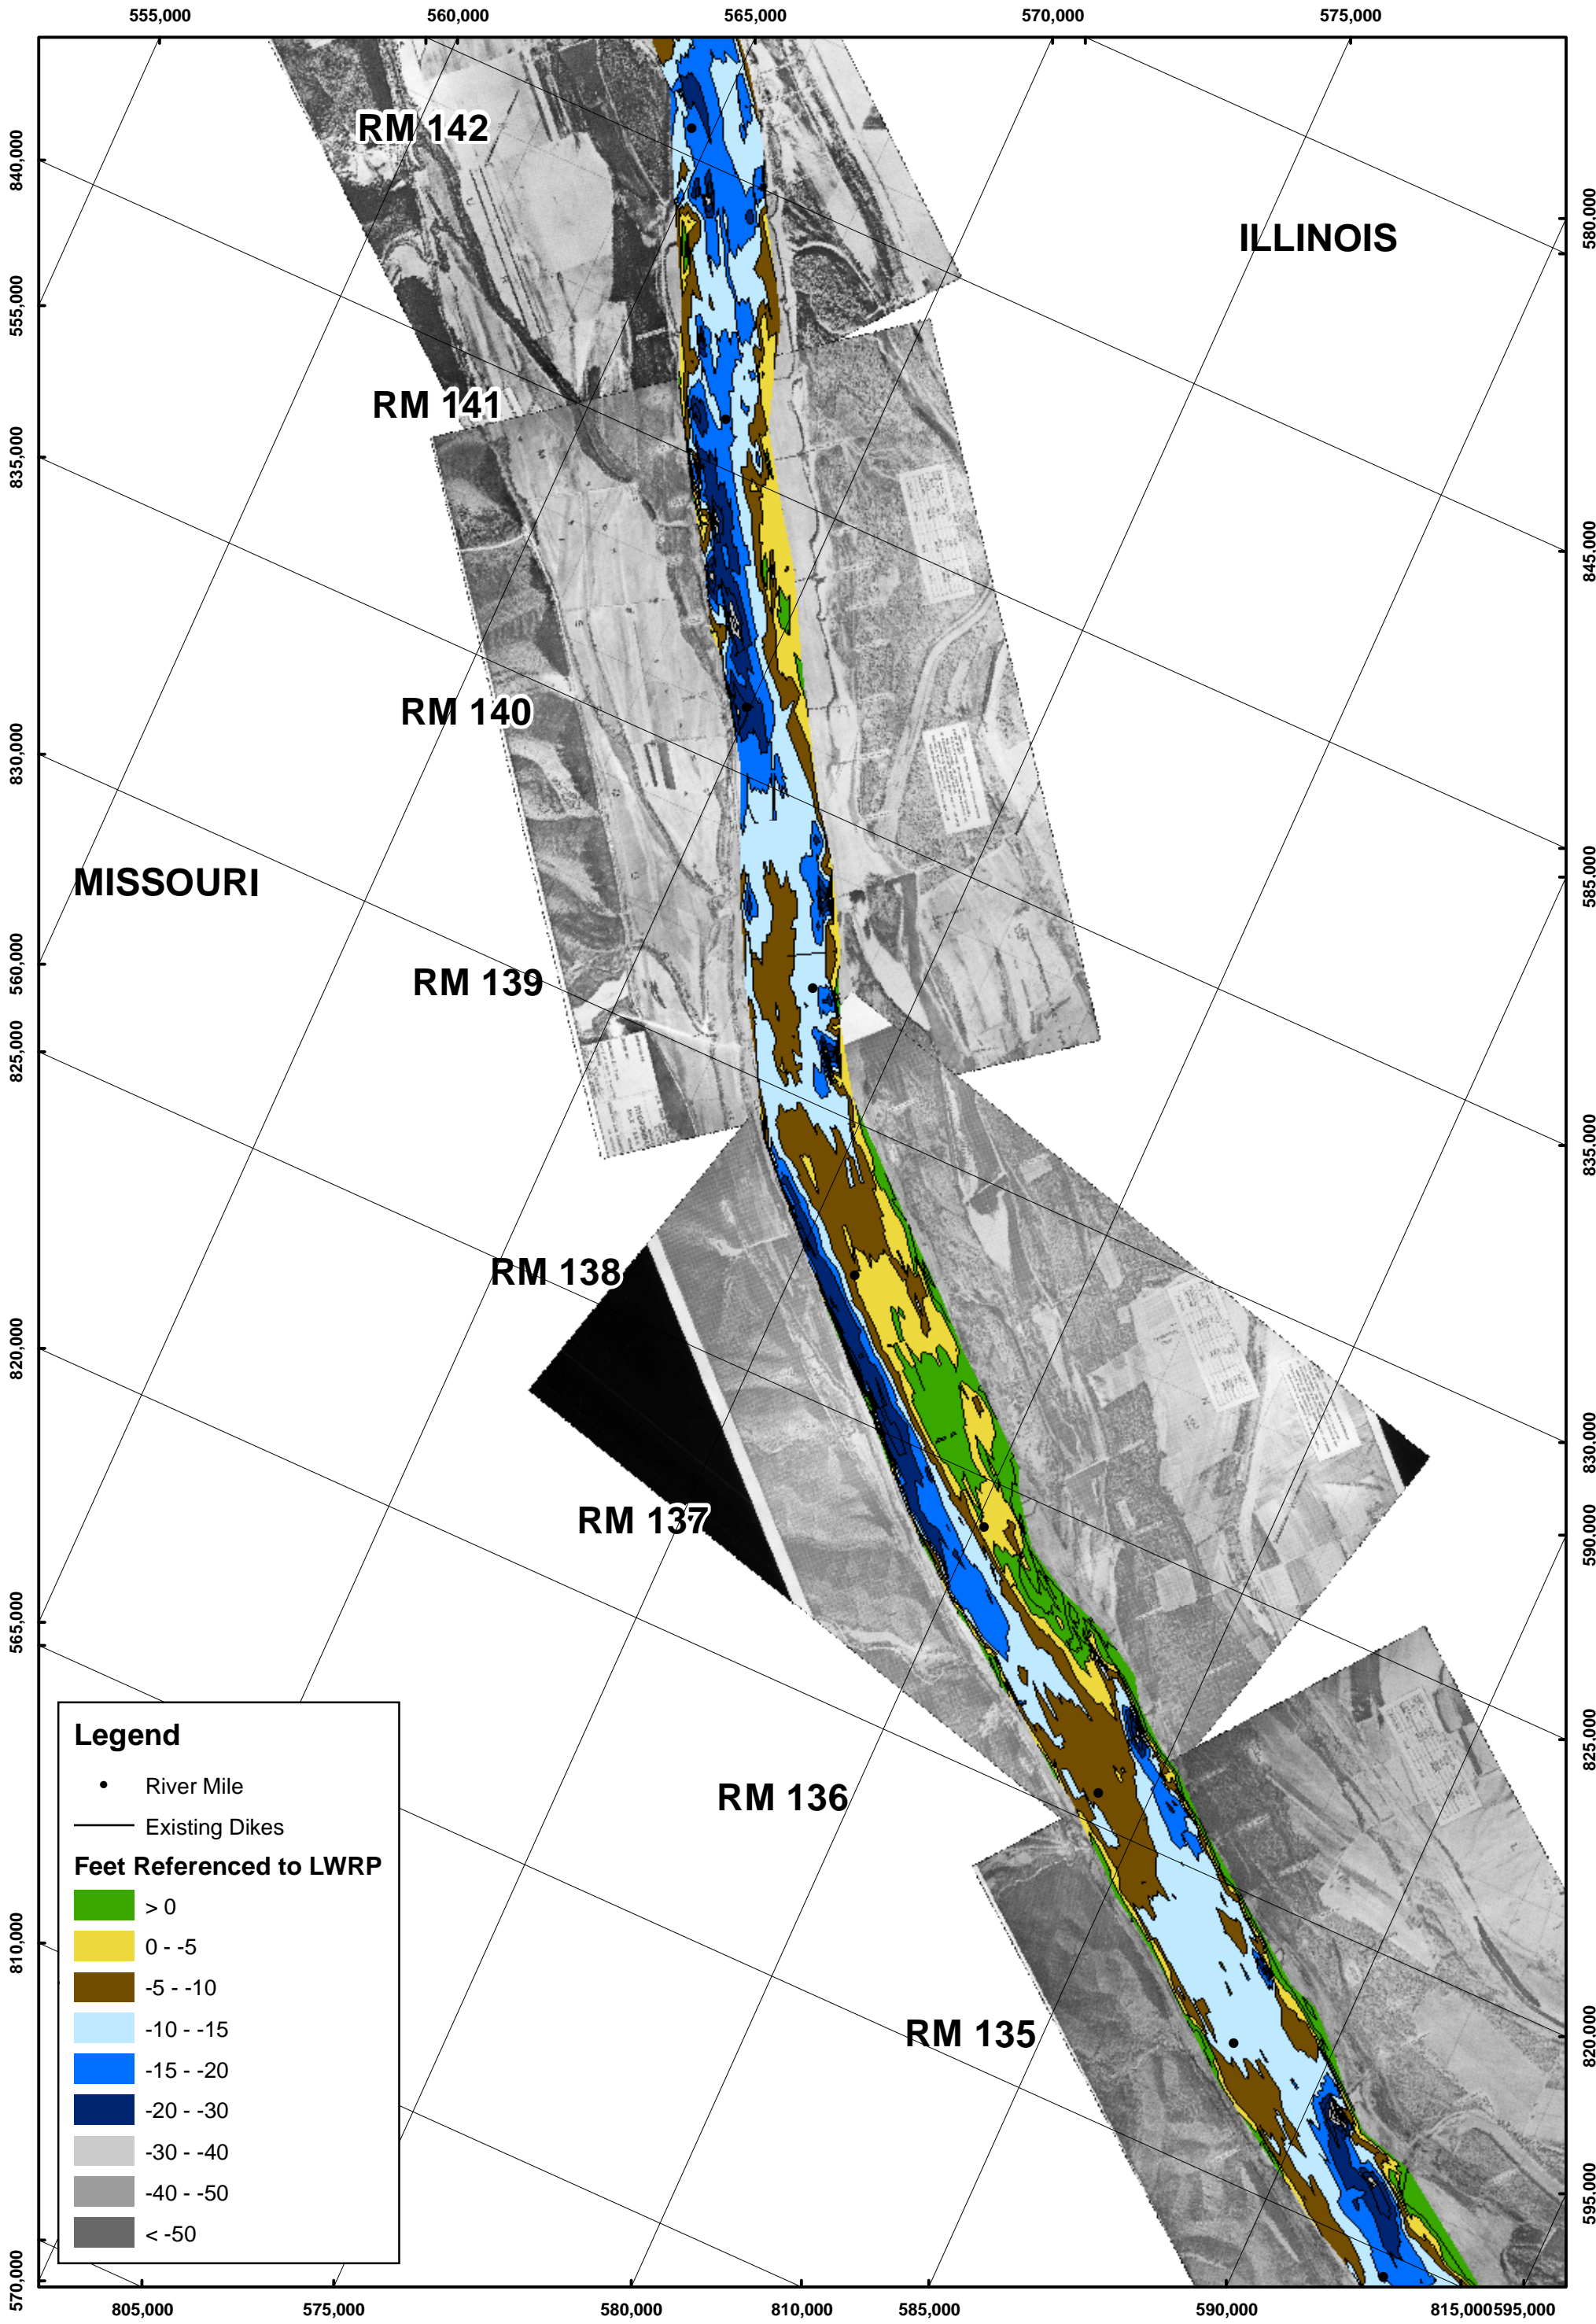 555,000
560,000
565,000
570,000
575,000
840,000
555,000
835,000
830,000
560,000
825,000
820,000
565,000
810,000
570,000
580,000
845,000
585,000
835,000
830,000
590,000
825,000
820,000
595,000
RM 142
ILLINOIS
RM 141
RM 140
MISSOURI
RM 139
RM 138
RM 137
RM 136
RM 135
Legend
River Mile
Existing Dikes
Feet Referenced to LWRP
> 0
0 - -5
-5 - -10
-10 - -15
-15 - -20
-20 - -30
-30 - -40
-40 - -50
< -50
805,000
575,000
580,000
810,000
585,000
590,000
815,000
595,000